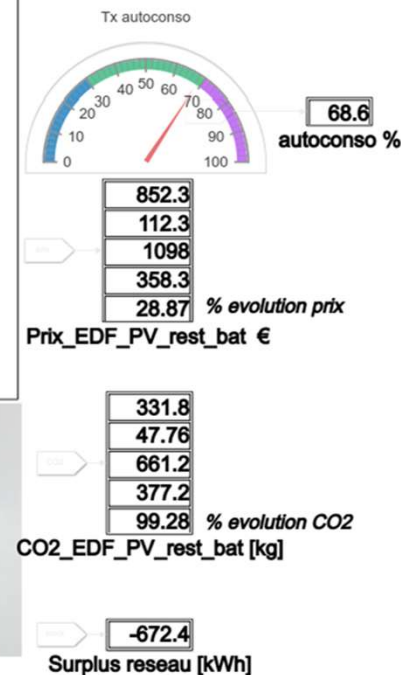 Tx autoconso
0 10 20 30 40 50 60 70 80 90 100
68.6
autoconso %
852.3
112.3
1098
358.3
28.87 % evolution prix
Prix_EDF_PV_rest_bat €
331.8
47.76
661.2
377.2
99.28 % evolution CO2
CO2_EDF_PV_rest_bat [kg]
-672.4
Surplus reseau [kWh]